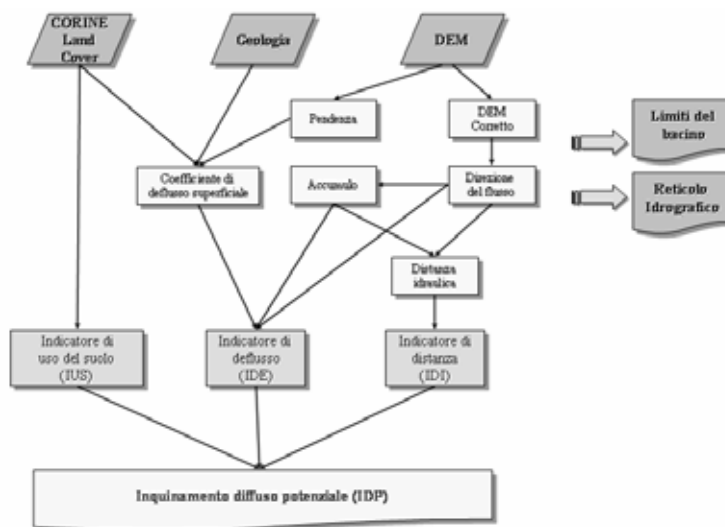 CORINE
Land
Cover
Geologia
DEM
Pendenza
DEM
Corretto
Limiti del
bacino
Coefficiente di
deflusso superficiale
Accumulo
Direzione
del flusso
Reticolo
Idrografico
Distanza
idraulica
Indicatore di
uso del suolo
(IUS)
Indicatore di
deflusso
(IDE)
Indicatore di
distanza
(IDI)
Inquinamento diffuso potenziale (IDP)